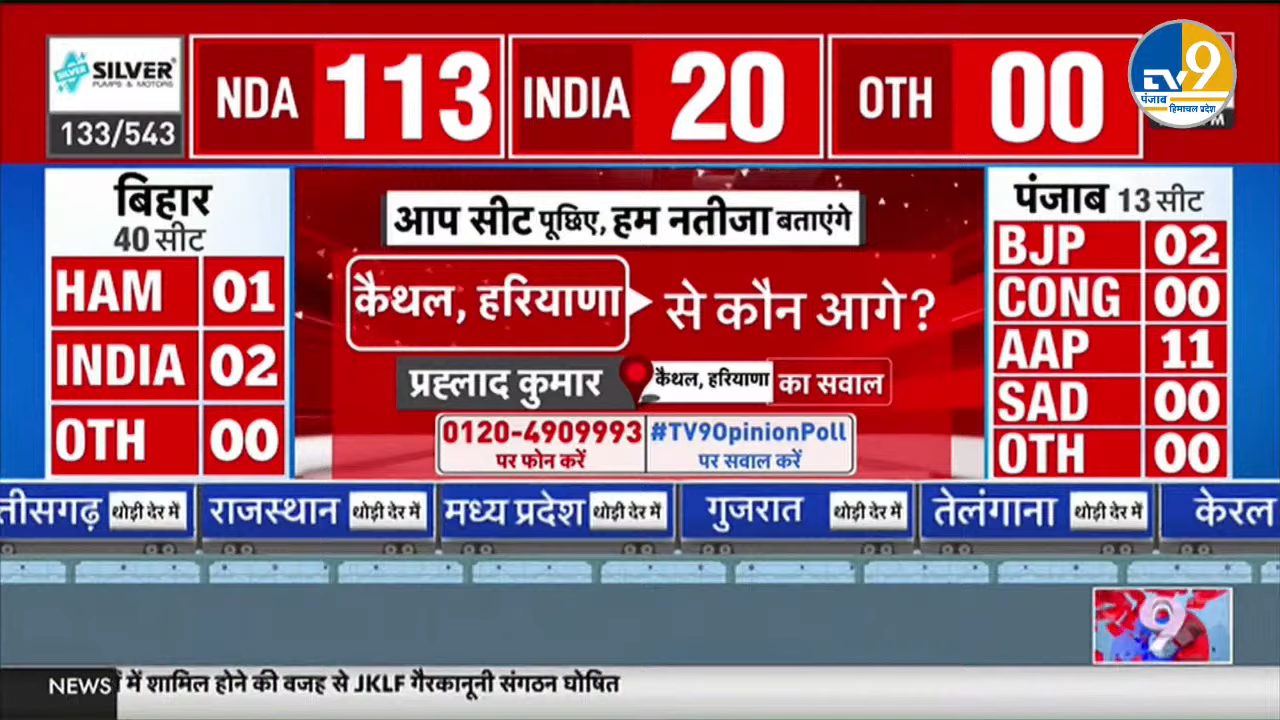 SILVER
PUMPS & MOTORS
133/543
NDA 113
INDIA 20
OTH 00
TV9
पंजाब
हिमाचल प्रदेश
बिहार
40 सीट
HAM 01
INDIA 02
OTH 00
आप सीट पूछिए, हम नतीजा बताएंगे
कैथल, हरियाणा से कौन आगे?
प्रह्लाद कुमार कैथल, हरियाणा का सवाल
0120-4909993 #TV9OpinionPoll
पर फोन करें पर सवाल करें
पंजाब 13 सीट
BJP 02
CONG 00
AAP 11
SAD 00
OTH 00
तीसगढ़ थोड़ी देर में राजस्थान थोड़ी देर में मध्य प्रदेश थोड़ी देर में गुजरात थोड़ी देर में तेलंगाना थोड़ी देर में केरल
9
NEWS में शामिल होने की वजह से JKLF गैरकानूनी संगठन घोषित